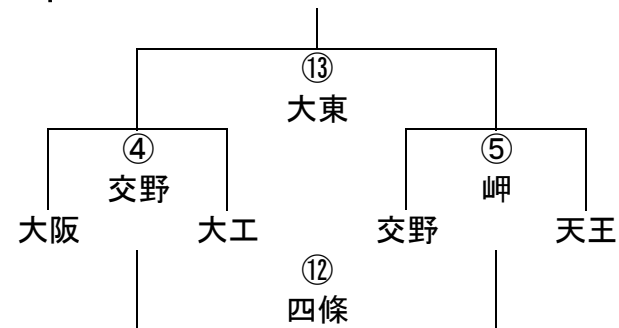 ⑬
大東
④ ⑤
交野 岬
大阪 大工 交野 天王
⑫
四條